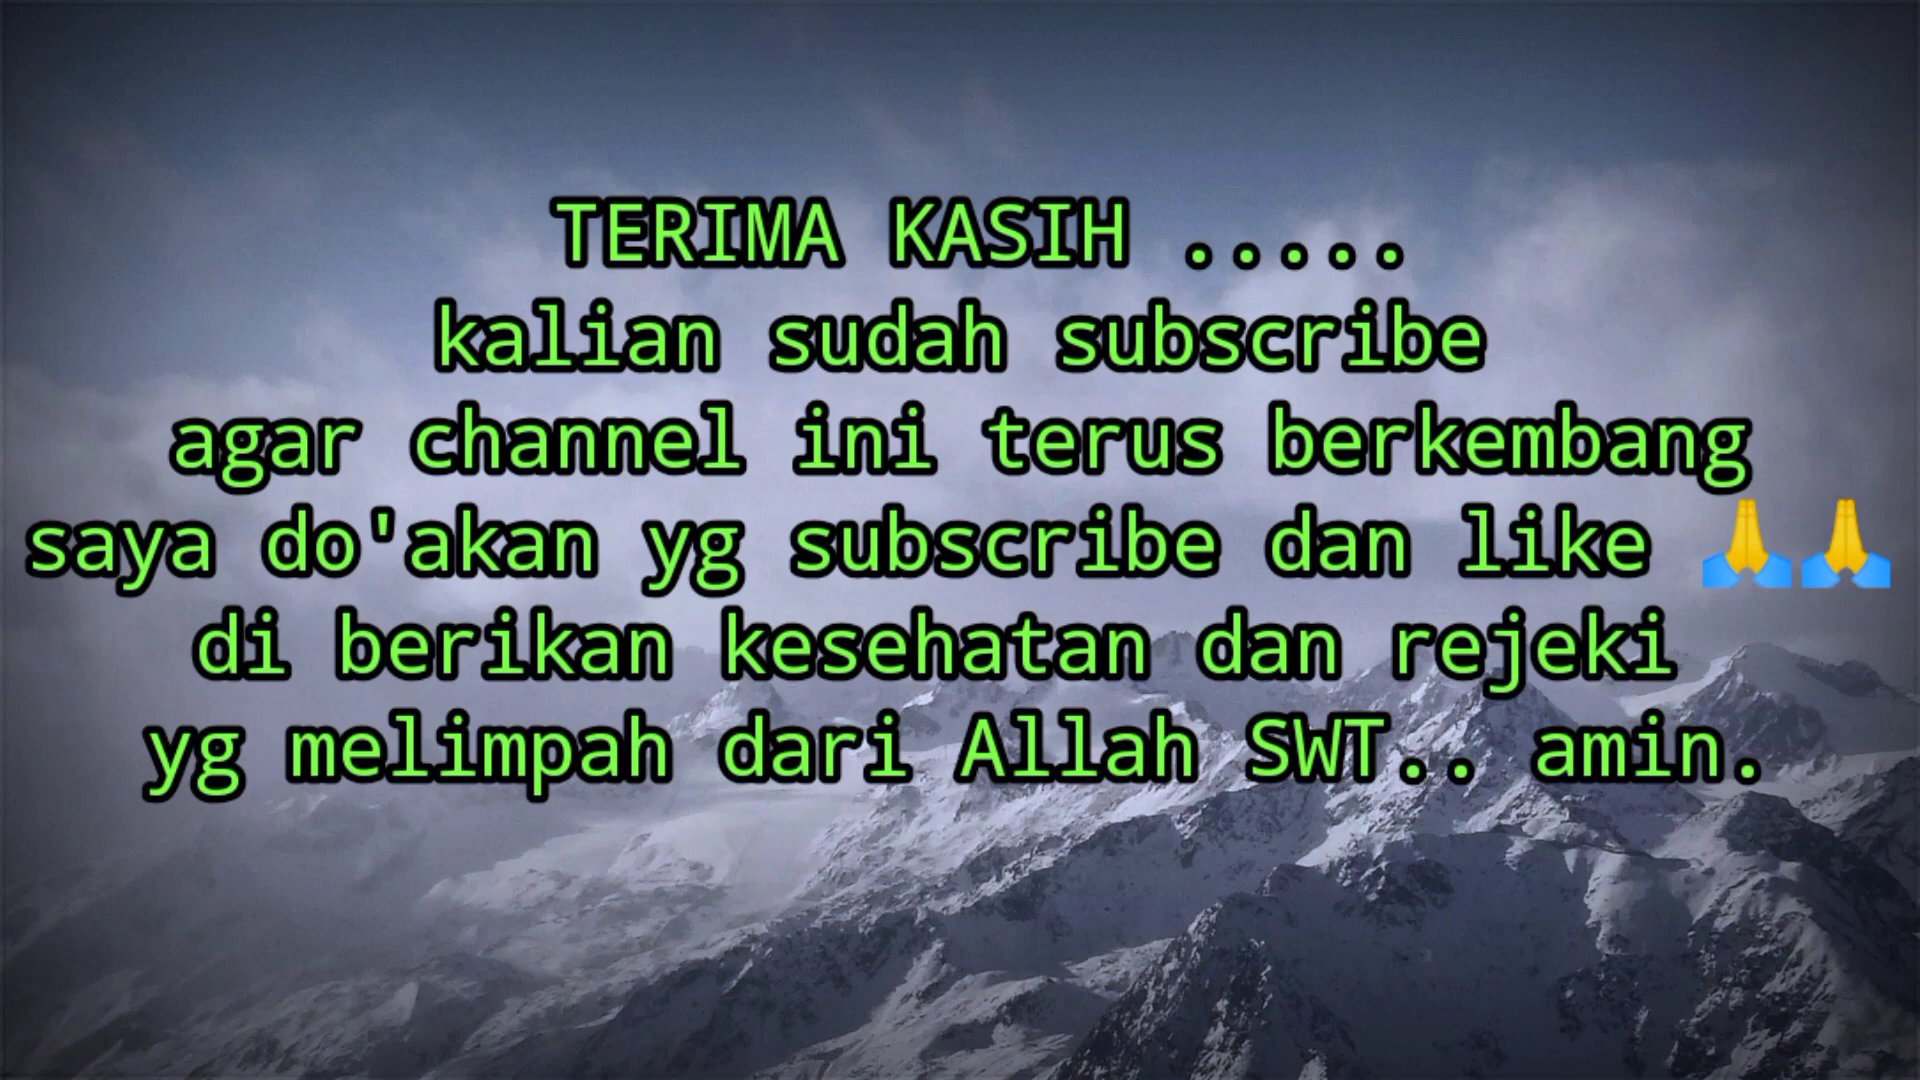 TERIMA KASIH .....
kalian sudah subscribe
agar channel ini terus berkembang
saya do'akan yg subscribe dan like 🙏🙏
di berikan kesehatan dan rejeki
yg melimpah dari Allah SWT.. amin.